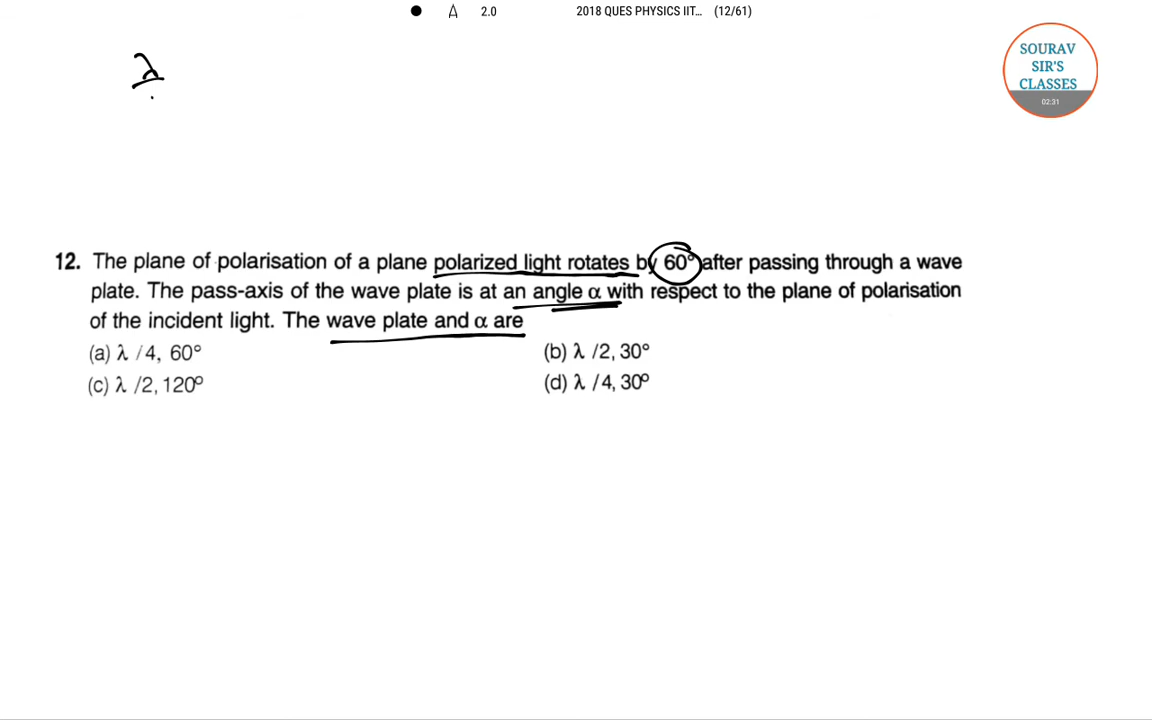 2.0 2018 QUES PHYSICS IIT... (12/61)
SOURAV
SIR'S
CLASSES
02:31
λ
12. The plane of polarisation of a plane polarized light rotates by 60° after passing through a wave
plate. The pass-axis of the wave plate is at an angle α with respect to the plane of polarisation
of the incident light. The wave plate and α are
(a) λ /4, 60° (b) λ /2, 30°
(c) λ /2, 120° (d) λ /4, 30°